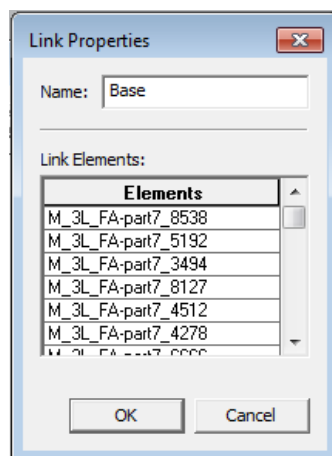 Link Properties
Name: Base
Link Elements:
Elements
M_3L_FA-part7_8538
M_3L_FA-part7_5192
M_3L_FA-part7_3494
M_3L_FA-part7_8127
M_3L_FA-part7_4512
M_3L_FA-part7_4278
OK Cancel